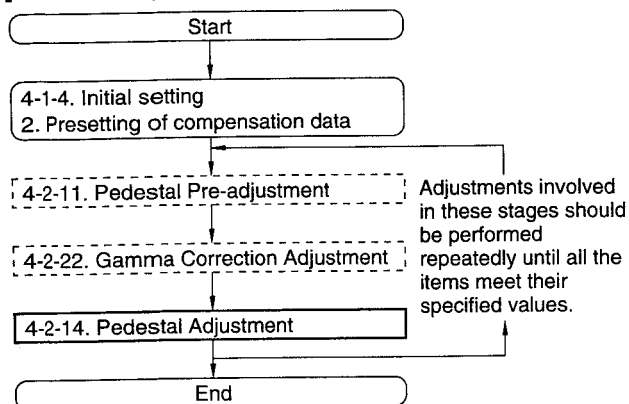 Start
4-1-4. Initial setting
2. Presetting of compensation data
4-2-11. Pedestal Pre-adjustment
4-2-22. Gamma Correction Adjustment
4-2-14. Pedestal Adjustment
End
Adjustments involved
in these stages should
be performed
repeatedly until all the
items meet their
specified values.